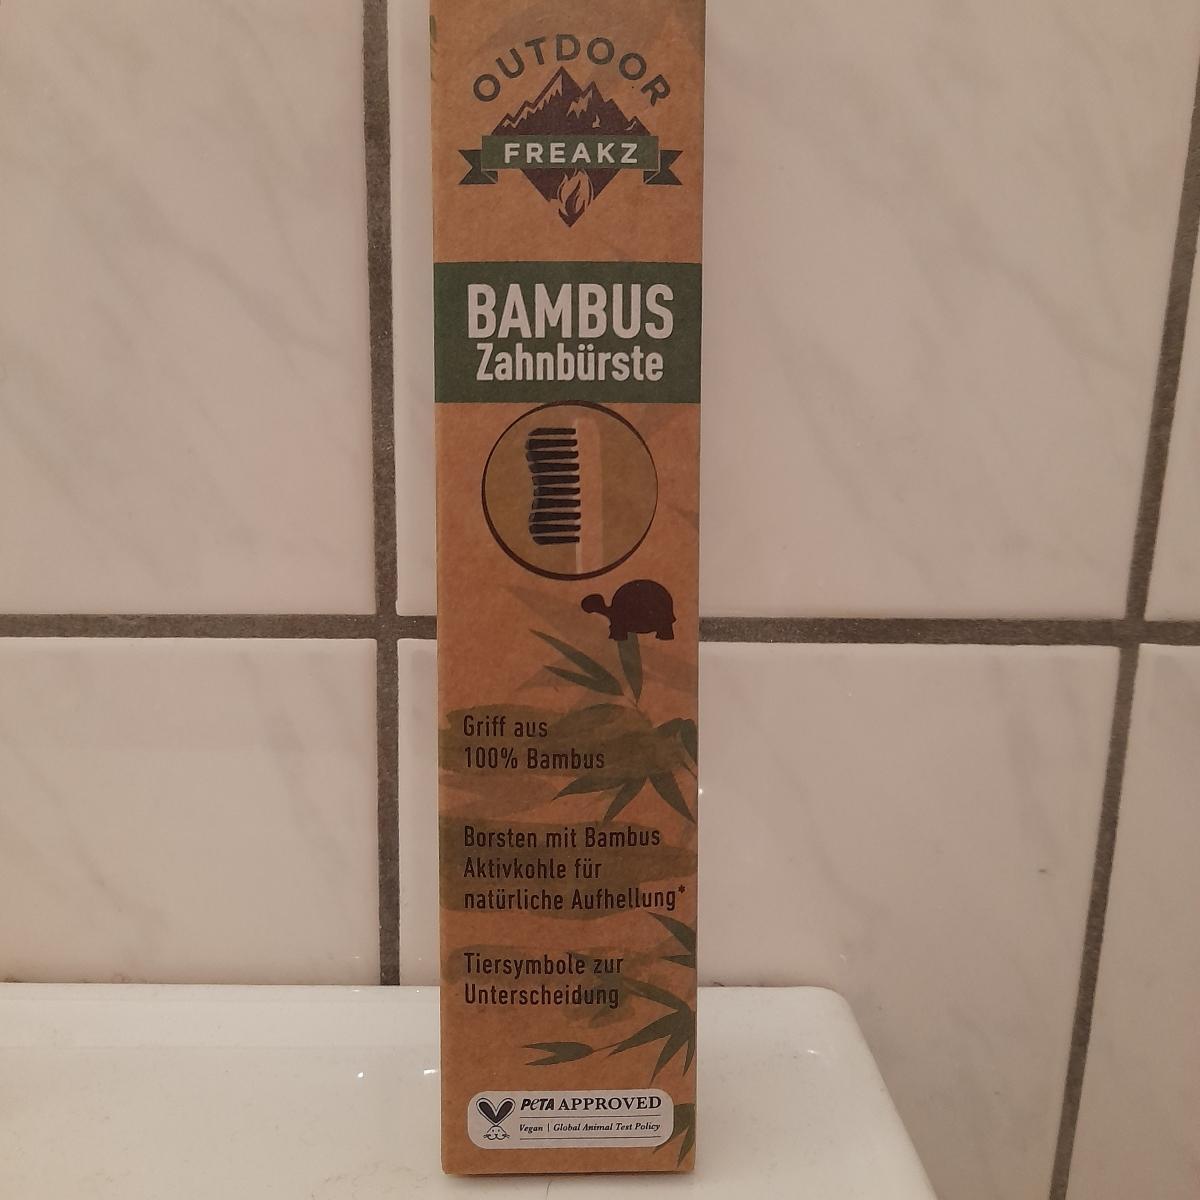 OUTDOOR
FREAKZ
BAMBUS
Zahnbürste
Griff aus
100% Bambus
Borsten mit Bambus
Aktivkohle für
natürliche Aufhellung*
Tiersymbole zur
Unterscheidung
PeTA APPROVED
Vegan | Global Animal Test Policy